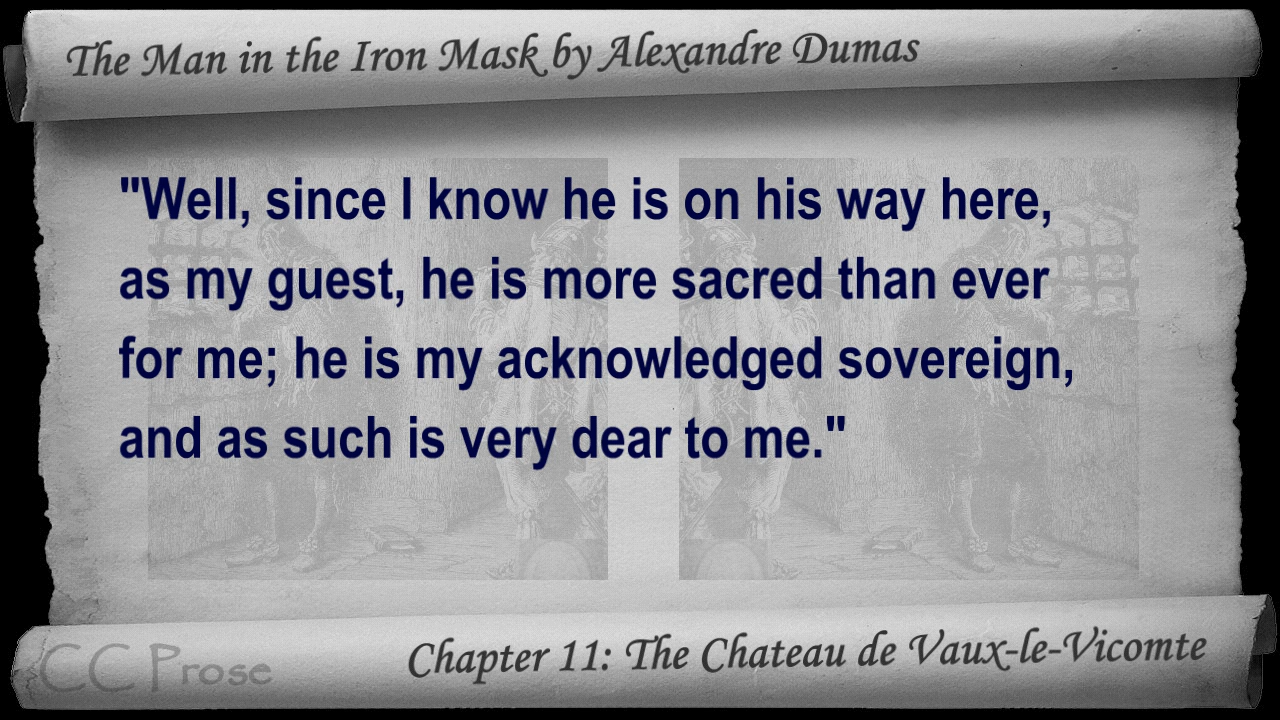 The Man in the Iron Mask by Alexandre Dumas
"Well, since I know he is on his way here,
as my guest, he is more sacred than ever
for me; he is my acknowledged sovereign,
and as such is very dear to me."
CC Prose
Chapter 11: The Chateau de Vaux-le-Vicomte